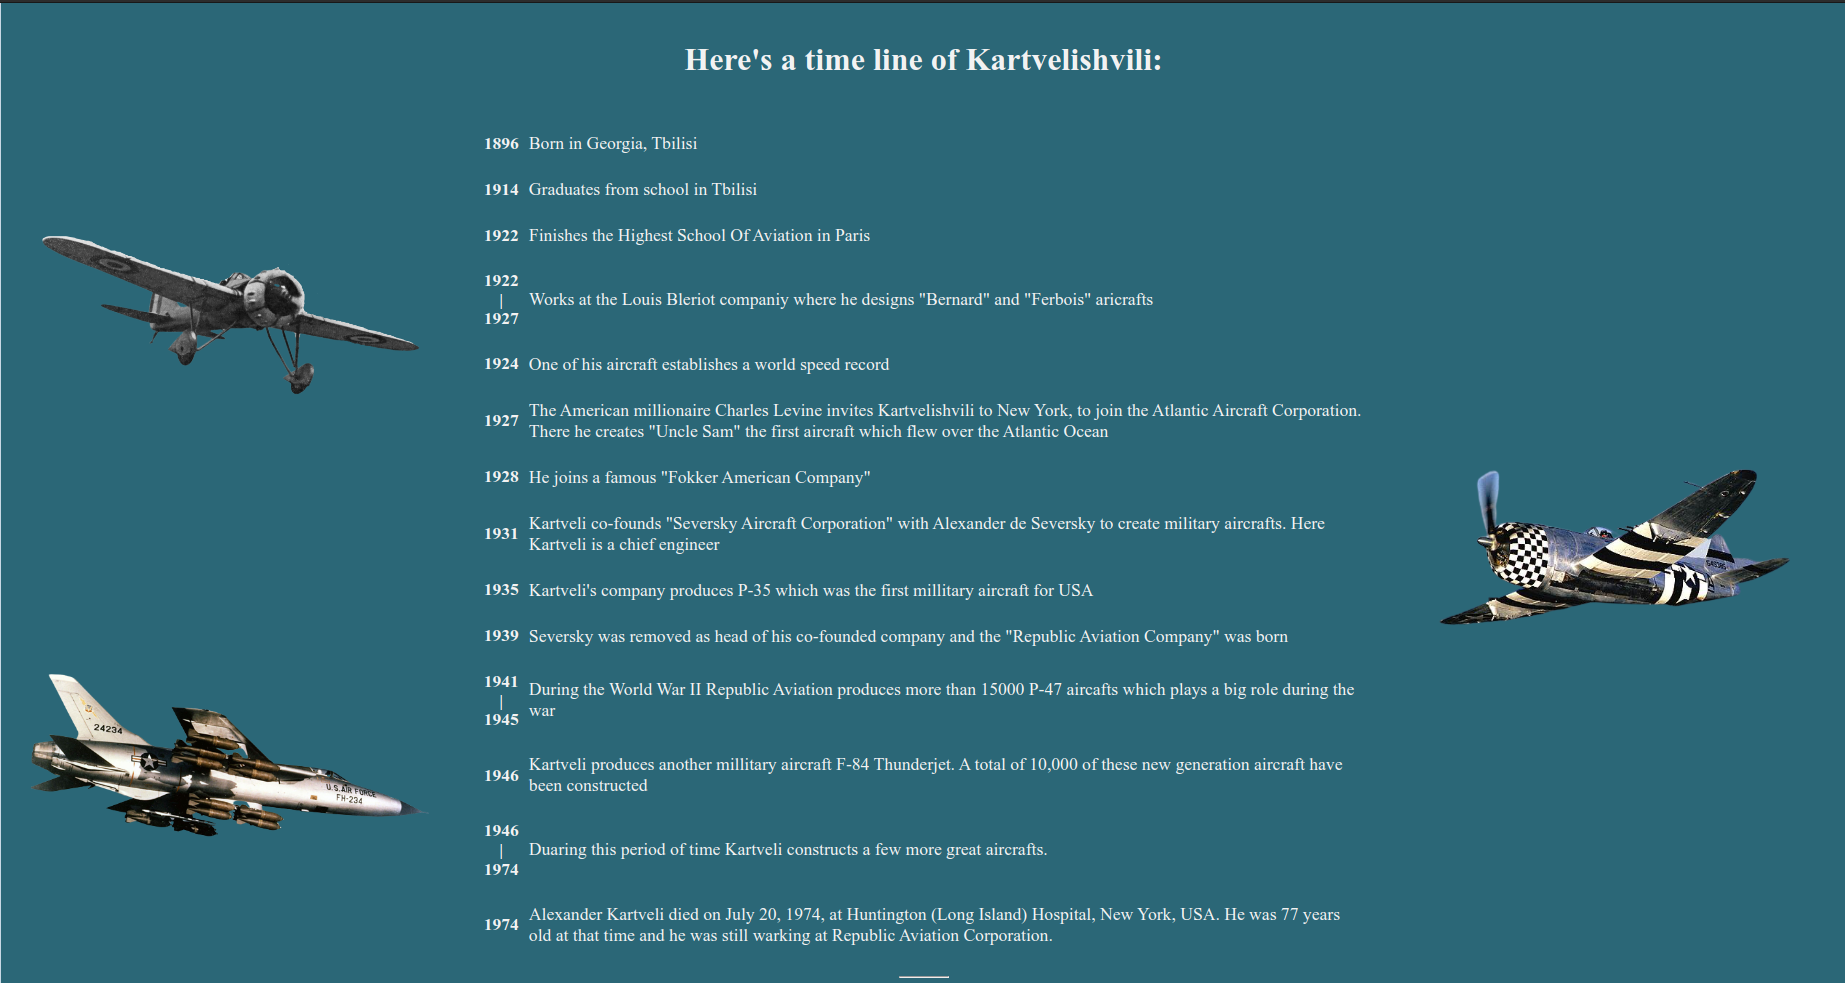 Here's a time line of Kartvelishvili:
1896 Born in Georgia, Tbilisi
1914 Graduates from school in Tbilisi
1922 Finishes the Highest School Of Aviation in Paris
1922
|
1927
Works at the Louis Bleriot companiy where he designs "Bernard" and "Ferbois" aricrafts
1924 One of his aircraft establishes a world speed record
1927
The American millionaire Charles Levine invites Kartvelishvili to New York, to join the Atlantic Aircraft Corporation.
There he creates "Uncle Sam" the first aircraft which flew over the Atlantic Ocean
1928 He joins a famous "Fokker American Company"
1931
Kartveli co-founds "Seversky Aircraft Corporation" with Alexander de Seversky to create military aircrafts. Here
Kartveli is a chief engineer
1935 Kartveli's company produces P-35 which was the first millitary aircraft for USA
1939 Seversky was removed as head of his co-founded company and the "Republic Aviation Company" was born
1941
|
1945
During the World War II Republic Aviation produces more than 15000 P-47 aircafts which plays a big role during the
war
1946
Kartveli produces another millitary aircraft F-84 Thunderjet. A total of 10,000 of these new generation aircraft have
been constructed
1946
|
1974
Duaring this period of time Kartveli constructs a few more great aircrafts.
1974
Alexander Kartveli died on July 20, 1974, at Huntington (Long Island) Hospital, New York, USA. He was 77 years
old at that time and he was still warking at Republic Aviation Corporation.
24234
U.S. AIR FORCE
FH-234